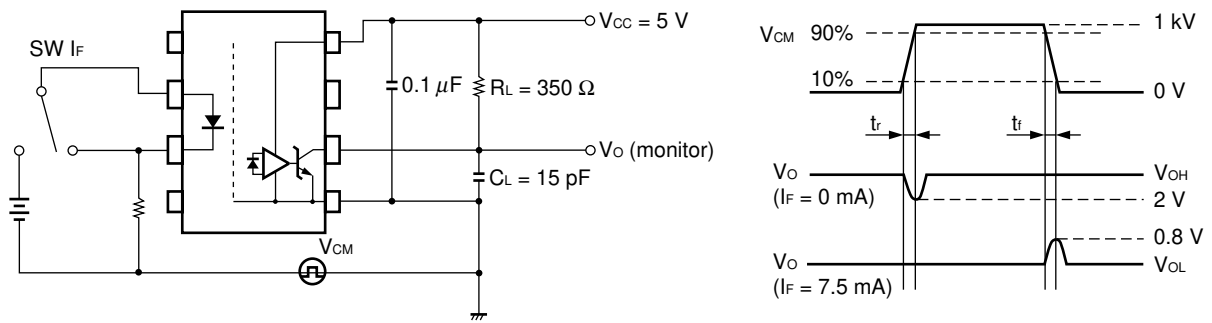 SW IF
VCC = 5 V
0.1 μF
RL = 350 Ω
VO (monitor)
CL = 15 pF
VCM
VCM
90%
10%
1 kV
0 V
tr
tf
VO
(IF = 0 mA)
VOH
2 V
0.8 V
VO
(IF = 7.5 mA)
VOL